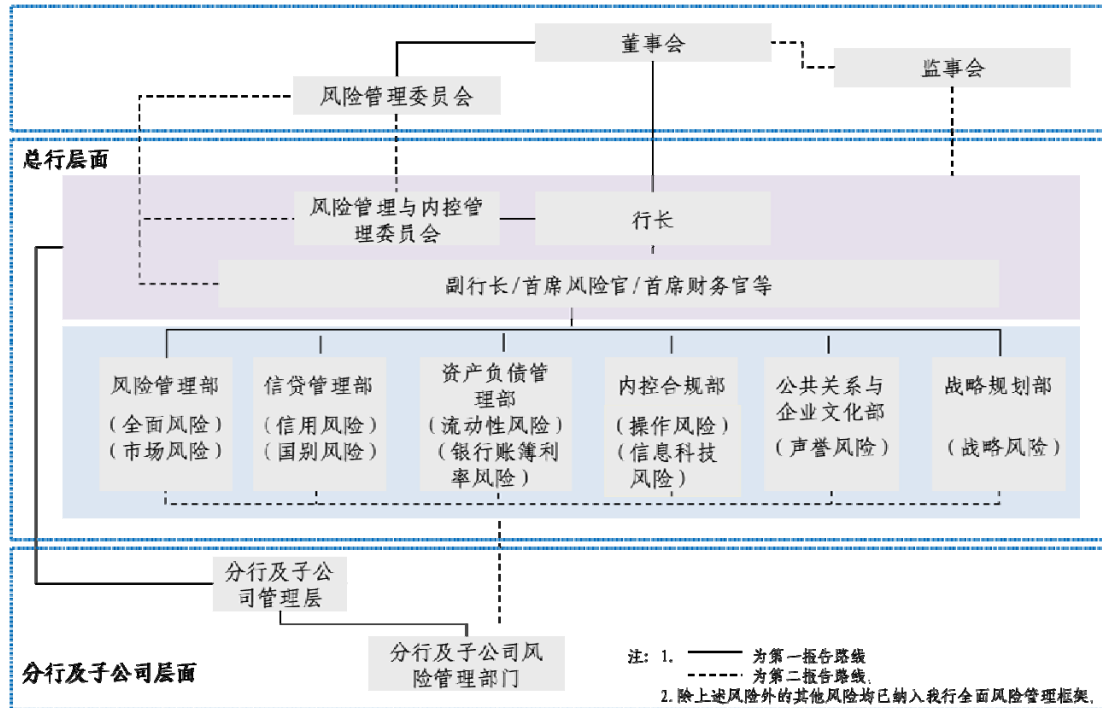 董事会
监事会
风险管理委员会
总行层面
风险管理与内控管
理委员会
行长
副行长/首席风险官/首席财务官等
风险管理部
(全面风险)
(市场风险)
信贷管理部
(信用风险)
(国别风险)
资产负债管
理部
(流动性风险)
(银行账簿利
率风险)
内控合规部
(操作风险)
(信息科技
风险)
公共关系与
企业文化部
(声誉风险)
战略规划部
(战略风险)
分行及子公
司管理层
分行及子公司风
险管理部门
分行及子公司层面
注: 1. 为第一报告路线
为第二报告路线.
2.除上述风险外的其他风险均已纳入我行全面风险管理框架.